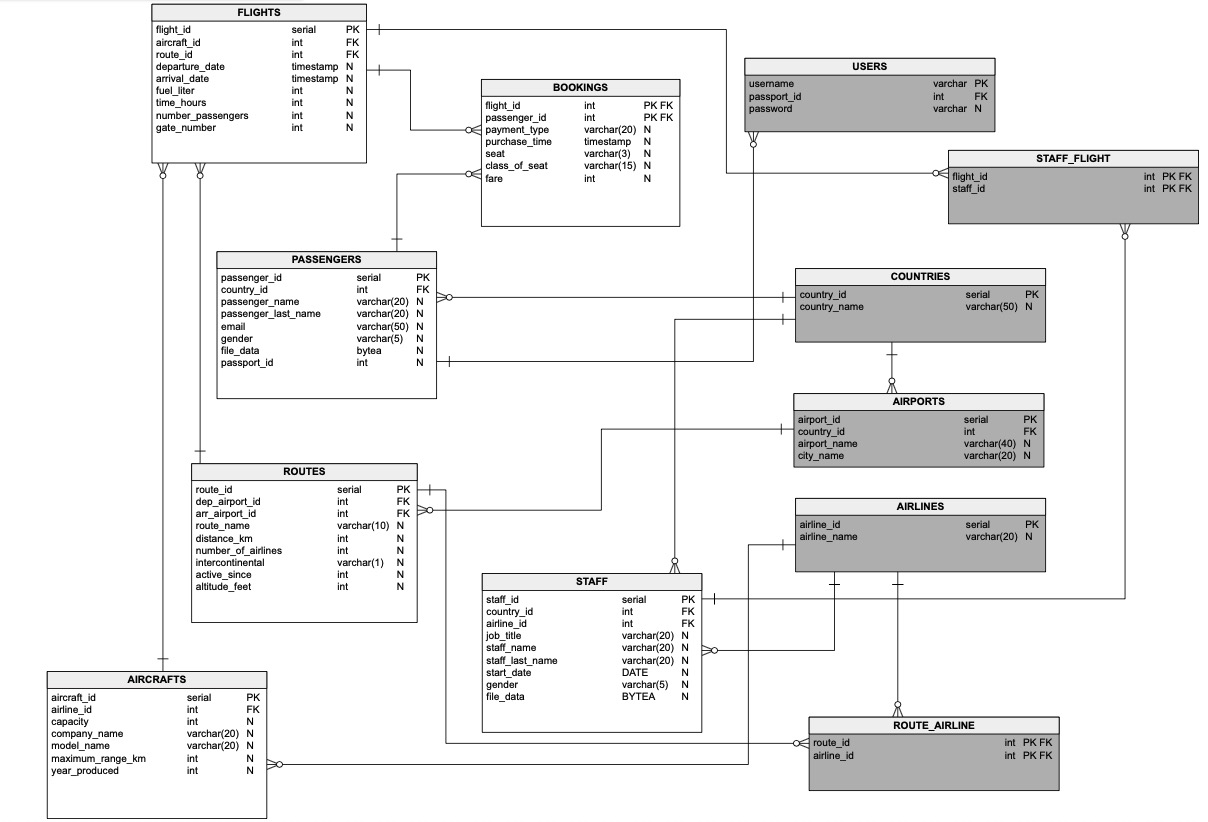 FLIGHTS
flight_id serial PK
aircraft_id int FK
route_id int FK
departure_date timestamp N
arrival_date timestamp N
fuel_liter int N
time_hours int N
number_passengers int N
gate_number int N
BOOKINGS
flight_id int PK FK
passenger_id int PK FK
payment_type varchar(20) N
purchase_time timestamp N
seat varchar(3) N
class_of_seat varchar(15) N
fare int N
USERS
username varchar PK
passport_id int FK
password varchar N
STAFF_FLIGHT
flight_id int PK FK
staff_id int PK FK
PASSENGERS
passenger_id serial PK
country_id int FK
passenger_name varchar(20) N
passenger_last_name varchar(20) N
email varchar(50) N
gender varchar(5) N
file_data bytea N
passport_id int N
COUNTRIES
country_id serial PK
country_name varchar(50) N
AIRPORTS
airport_id serial PK
country_id int FK
airport_name varchar(40) N
city_name varchar(20) N
ROUTES
route_id serial PK
dep_airport_id int FK
arr_airport_id int FK
route_name varchar(10) N
distance_km int N
number_of_airlines int N
intercontinental varchar(1) N
active_since int N
altitude_feet int N
AIRLINES
airline_id serial PK
airline_name varchar(20) N
STAFF
staff_id serial PK
country_id int FK
airline_id int FK
job_title varchar(20) N
staff_name varchar(20) N
staff_last_name varchar(20) N
start_date DATE N
gender varchar(5) N
file_data BYTEA N
AIRCRAFTS
aircraft_id serial PK
airline_id int FK
capacity int N
company_name varchar(20) N
model_name varchar(20) N
maximum_range_km int N
year_produced int N
ROUTE_AIRLINE
route_id int PK FK
airline_id int PK FK